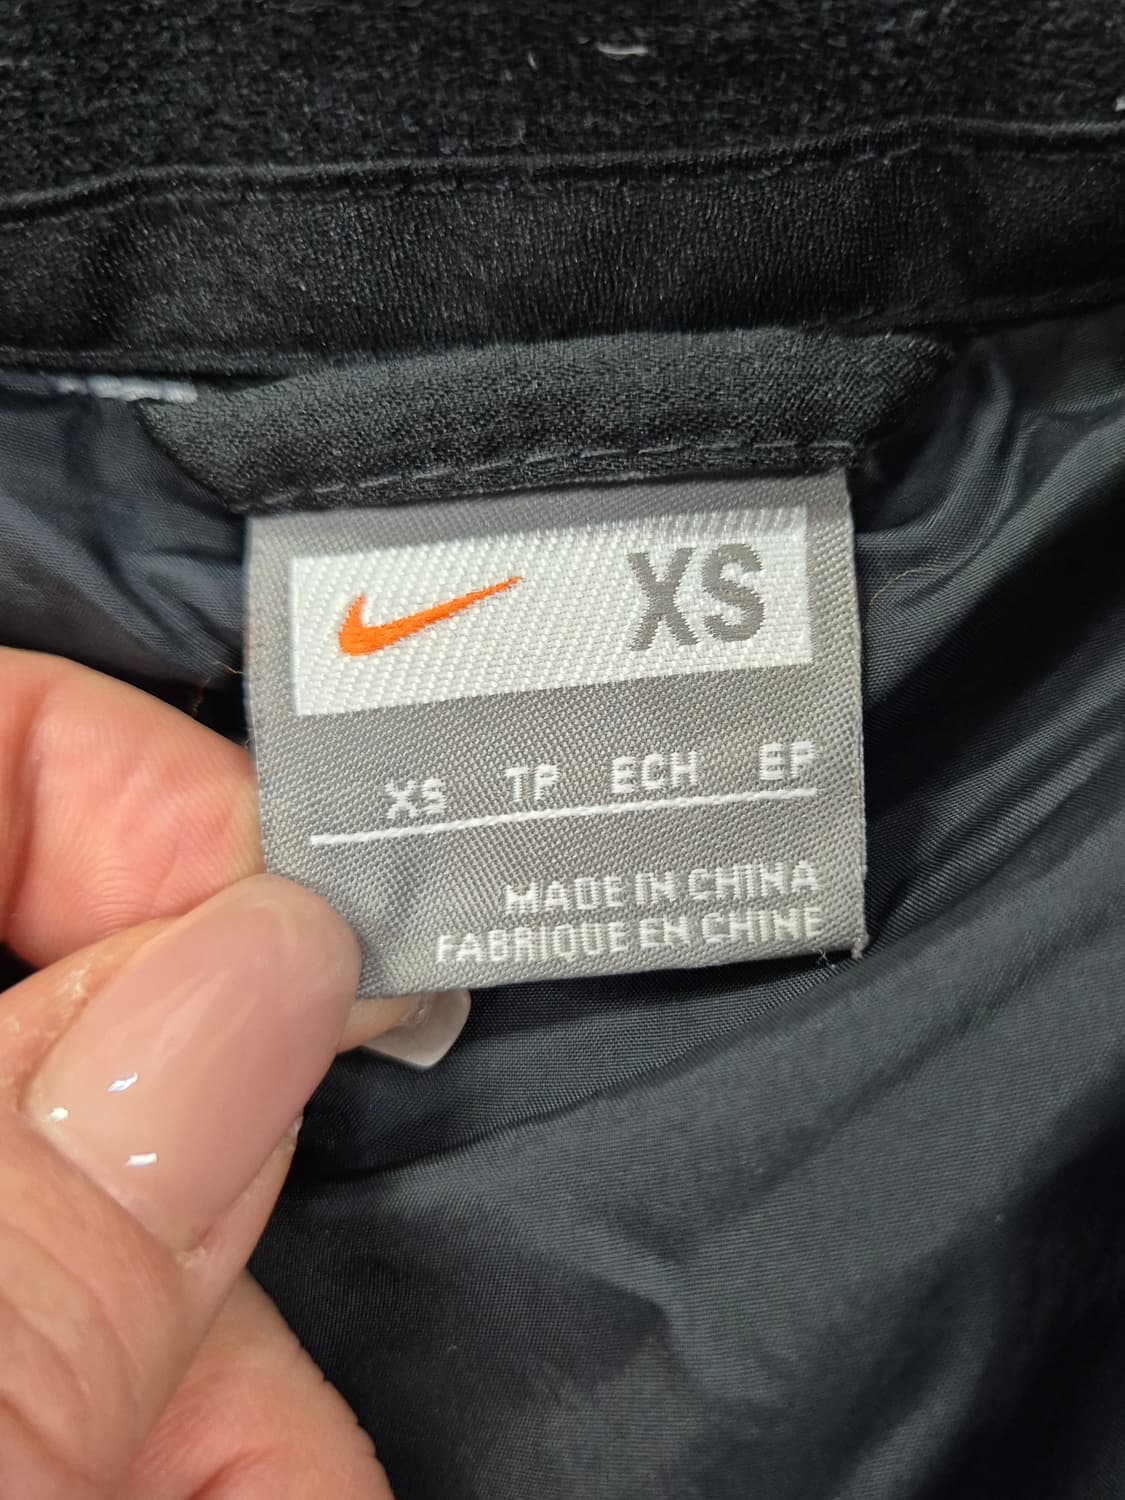 XS
XS TP ECH EP
MADE IN CHINA
FABRIQUE EN CHINE